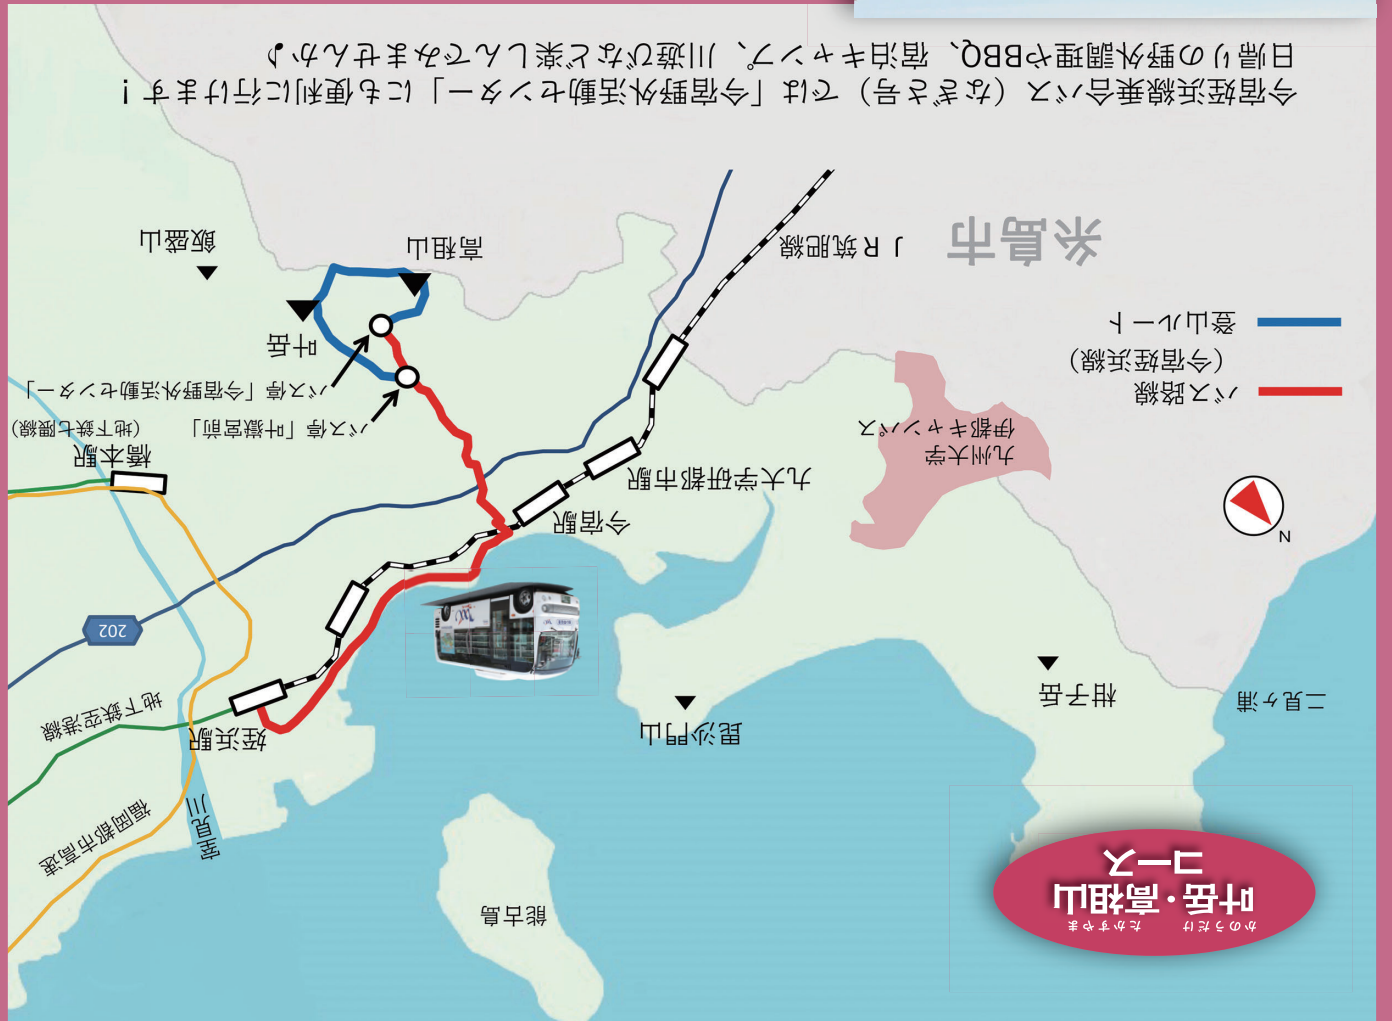 かのうだけ　たかすやま
叶岳・高祖山
コース
能古島
福岡都市高速
室見川
二見ヶ浦
柑子岳
毘沙門山
姪浜駅
地下鉄空港線
202
N
今宿駅
九大学研都市駅
九州大学
伊都キャンパス
橋本駅
（地下鉄七隈線）
バス停「叶嶽宮前」
バス停「今宿野外活動センター」
バス路線
（今宿姪浜線）
登山ルート
叶岳
高祖山
飯盛山
ＪＲ筑肥線
糸島市
今宿姪浜線乗合バス（なぎさ号）では「今宿野外活動センター」にも便利に行けます！
日帰りの野外調理やBBQ、宿泊キャンプ、川遊びなど楽しんでみませんか♪